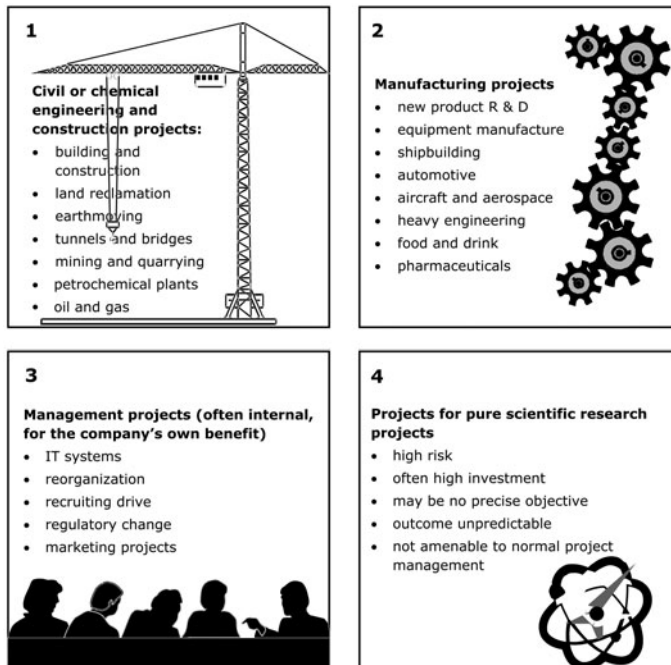 1
Civil or chemical
engineering and
construction projects:
• building and
construction
• land reclamation
• earthmoving
• tunnels and bridges
• mining and quarrying
• petrochemical plants
• oil and gas
2
Manufacturing projects
• new product R & D
• equipment manufacture
• shipbuilding
• automotive
• aircraft and aerospace
• heavy engineering
• food and drink
• pharmaceuticals
3
Management projects (often internal,
for the company’s own benefit)
• IT systems
• reorganization
• recruiting drive
• regulatory change
• marketing projects
4
Projects for pure scientific research
projects
• high risk
• often high investment
• may be no precise objective
• outcome unpredictable
• not amenable to normal project
management